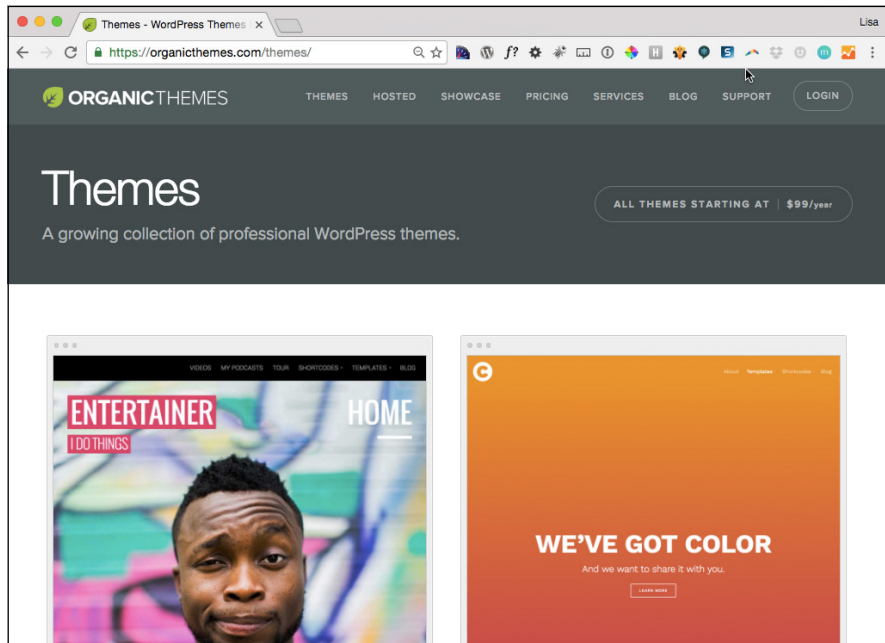 Themes - WordPress Themes
Lisa
https://organicthemes.com/themes/
ORGANICTHEMES
THEMES HOSTED SHOWCASE PRICING SERVICES BLOG SUPPORT LOGIN
Themes
A growing collection of professional WordPress themes.
ALL THEMES STARTING AT | $99/year
VIDEOS MY PODCASTS TOUR SHORTCODES TEMPLATES BLOG
ENTERTAINER
HOME
I DO THINGS
C
About Templates Shortcodes Blog
WE'VE GOT COLOR
And we want to share it with you.
LEARN MORE